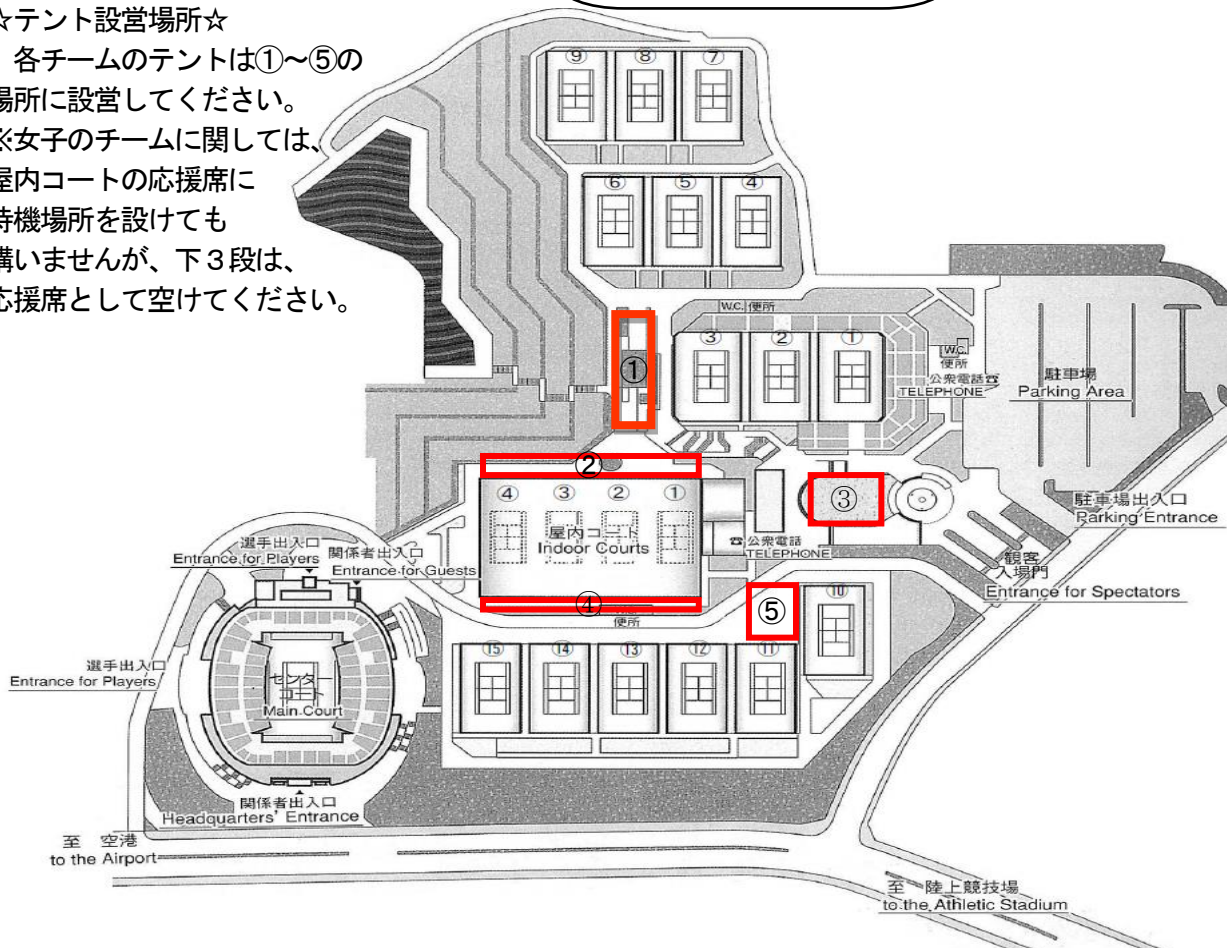 ☆テント設営場所☆
各チームのテントは①～⑤の
場所に設営してください。
※女子のチームに関しては、
屋内コートの応援席に
待機場所を設けても
構いませんが、下３段は、
応援席として空けてください。
⑨
⑧
⑦
⑥
⑤
④
W.C. 便所
③
②
①
①
W.C.
便所
公衆電話☎
TELEPHONE
駐車場
Parking Area
②
④
③
②
①
屋内コート
Indoor Courts
③
駐車場出入口
Parking Entrance
☎公衆電話
TELEPHONE
観客
入場門
Entrance for Spectators
選手出入口
Entrance for Players
関係者出入口
Entrance for Guests
④
便所
⑤
⑩
⑮
⑭
⑬
⑫
⑪
選手出入口
Entrance for Players
センター
コート
Main Court
関係者出入口
Headquarters' Entrance
至 空港
to the Airport
至 陸上競技場
to the Athletic Stadium